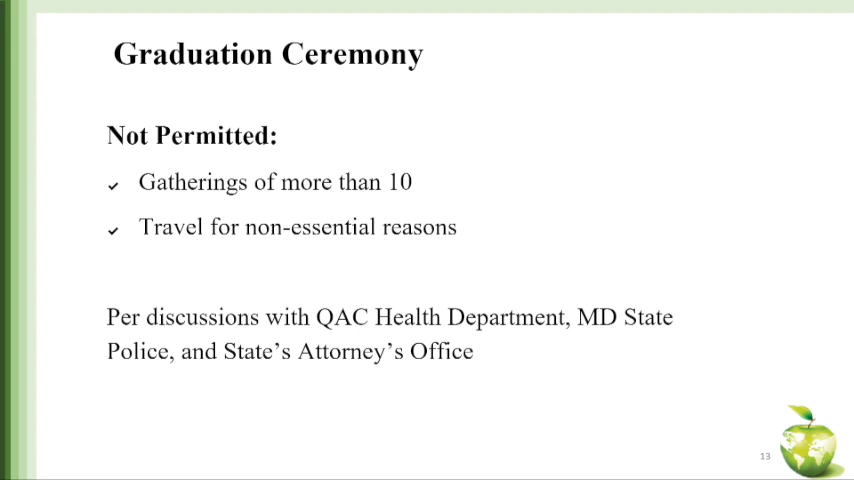 Graduation Ceremony
Not Permitted:
✓ Gatherings of more than 10
✓ Travel for non-essential reasons
Per discussions with QAC Health Department, MD State
Police, and State’s Attorney’s Office
13